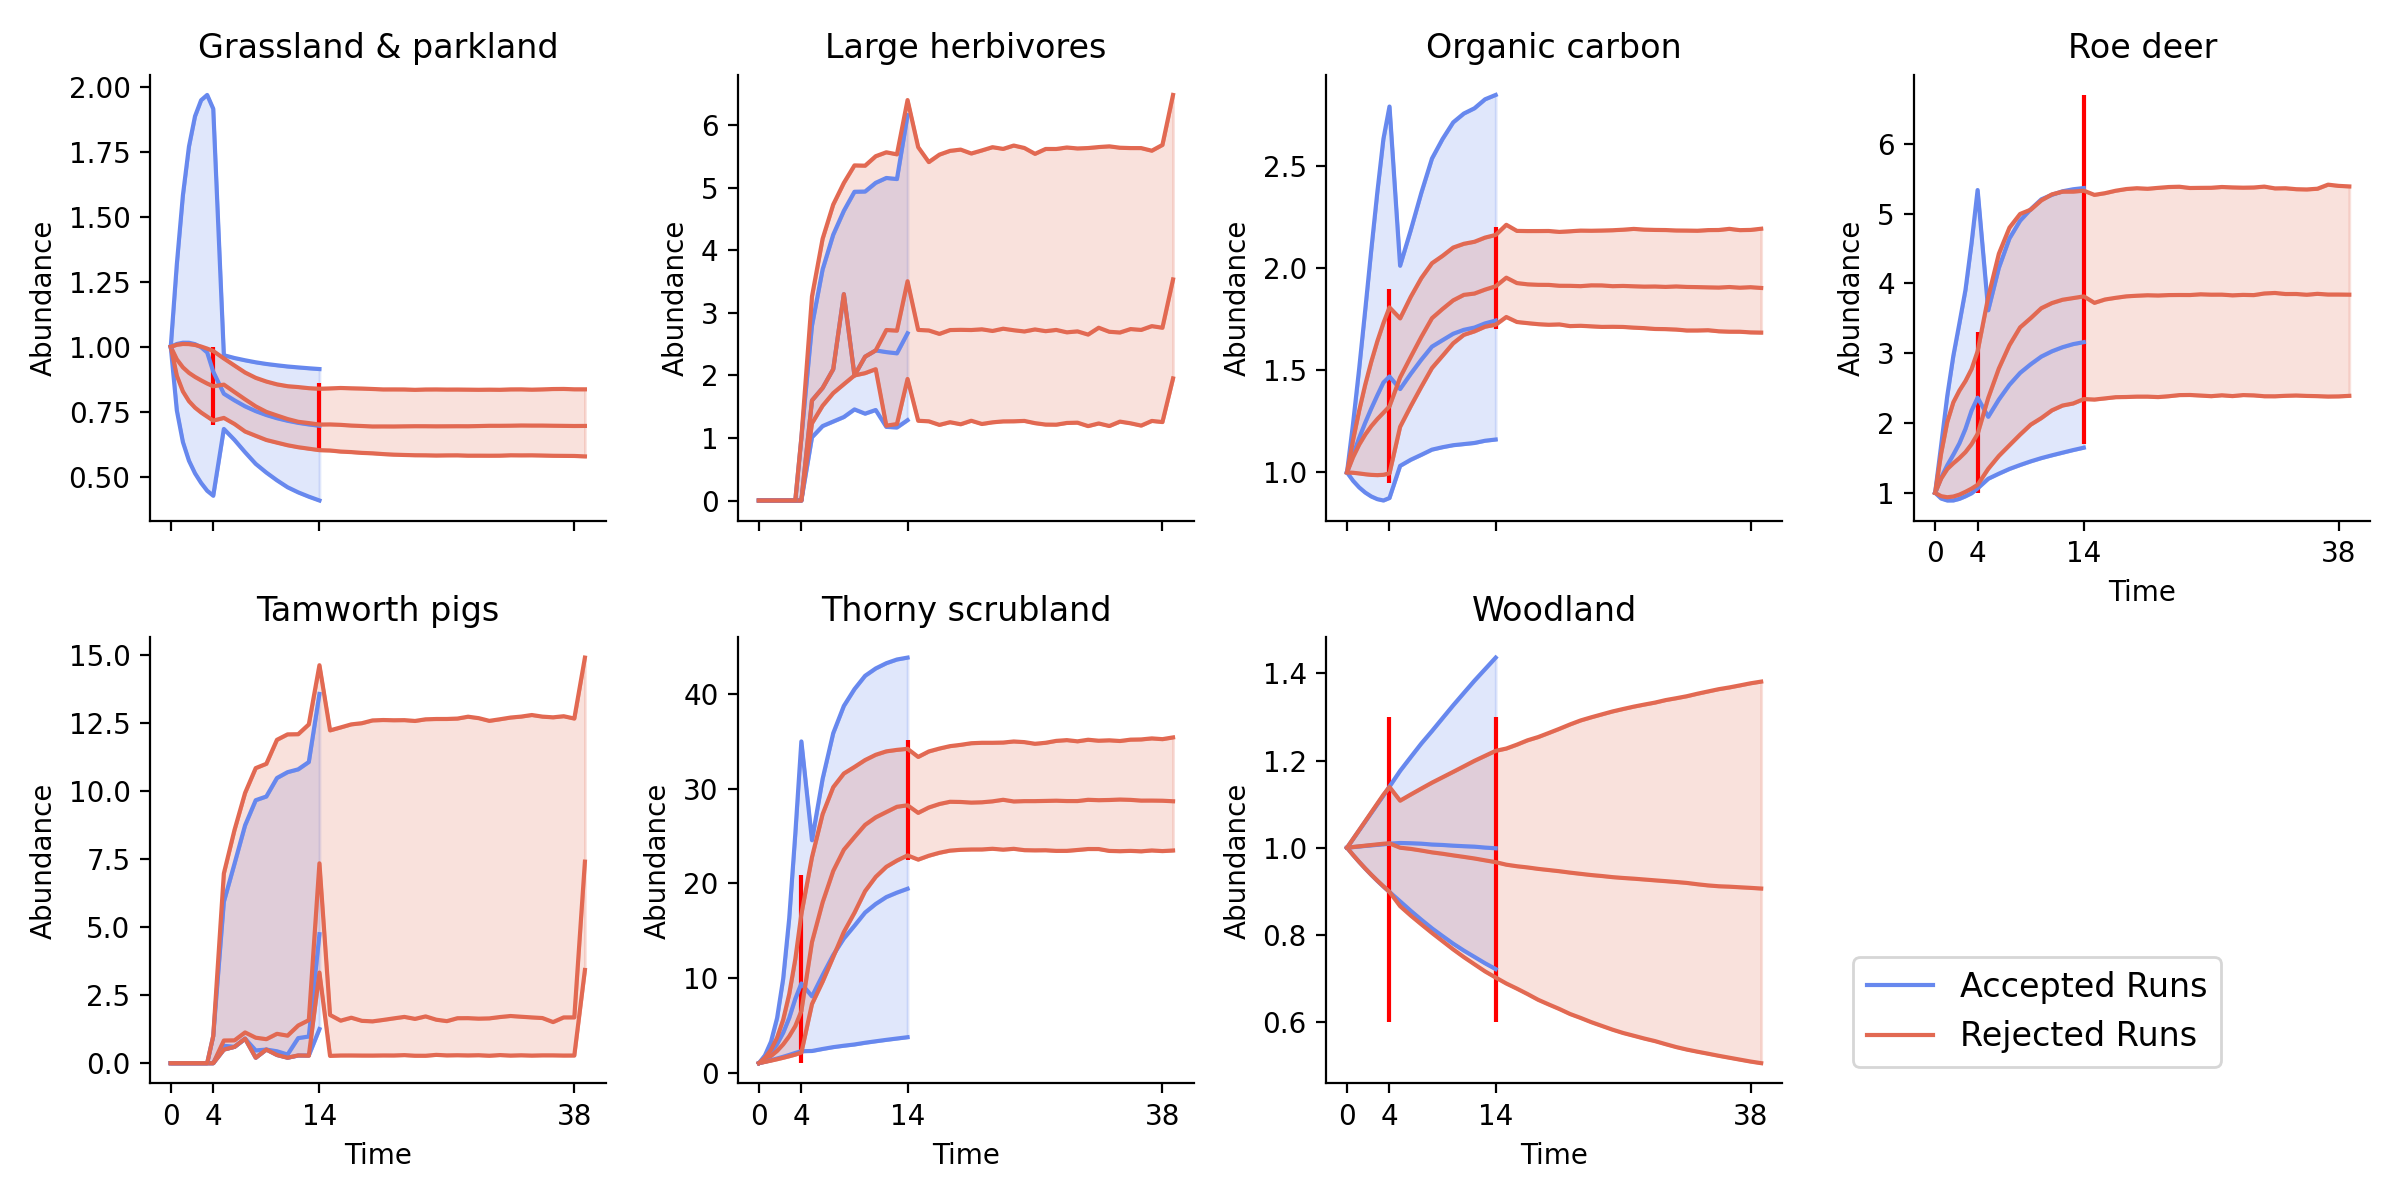 Grassland & parkland
Large herbivores
Organic carbon
Roe deer
2.00
1.75
1.50
1.25
1.00
0.75
0.50
Abundance
6
5
4
3
2
1
0
Abundance
2.5
2.0
1.5
1.0
Abundance
6
5
4
3
2
1
Abundance
0 4 14 38
Time
Tamworth pigs
Thorny scrubland
Woodland
15.0
12.5
10.0
7.5
5.0
2.5
0.0
Abundance
0 4 14 38
Time
40
30
20
10
0
Abundance
0 4 14 38
Time
1.4
1.2
1.0
0.8
0.6
Abundance
0 4 14 38
Time
Accepted Runs
Rejected Runs